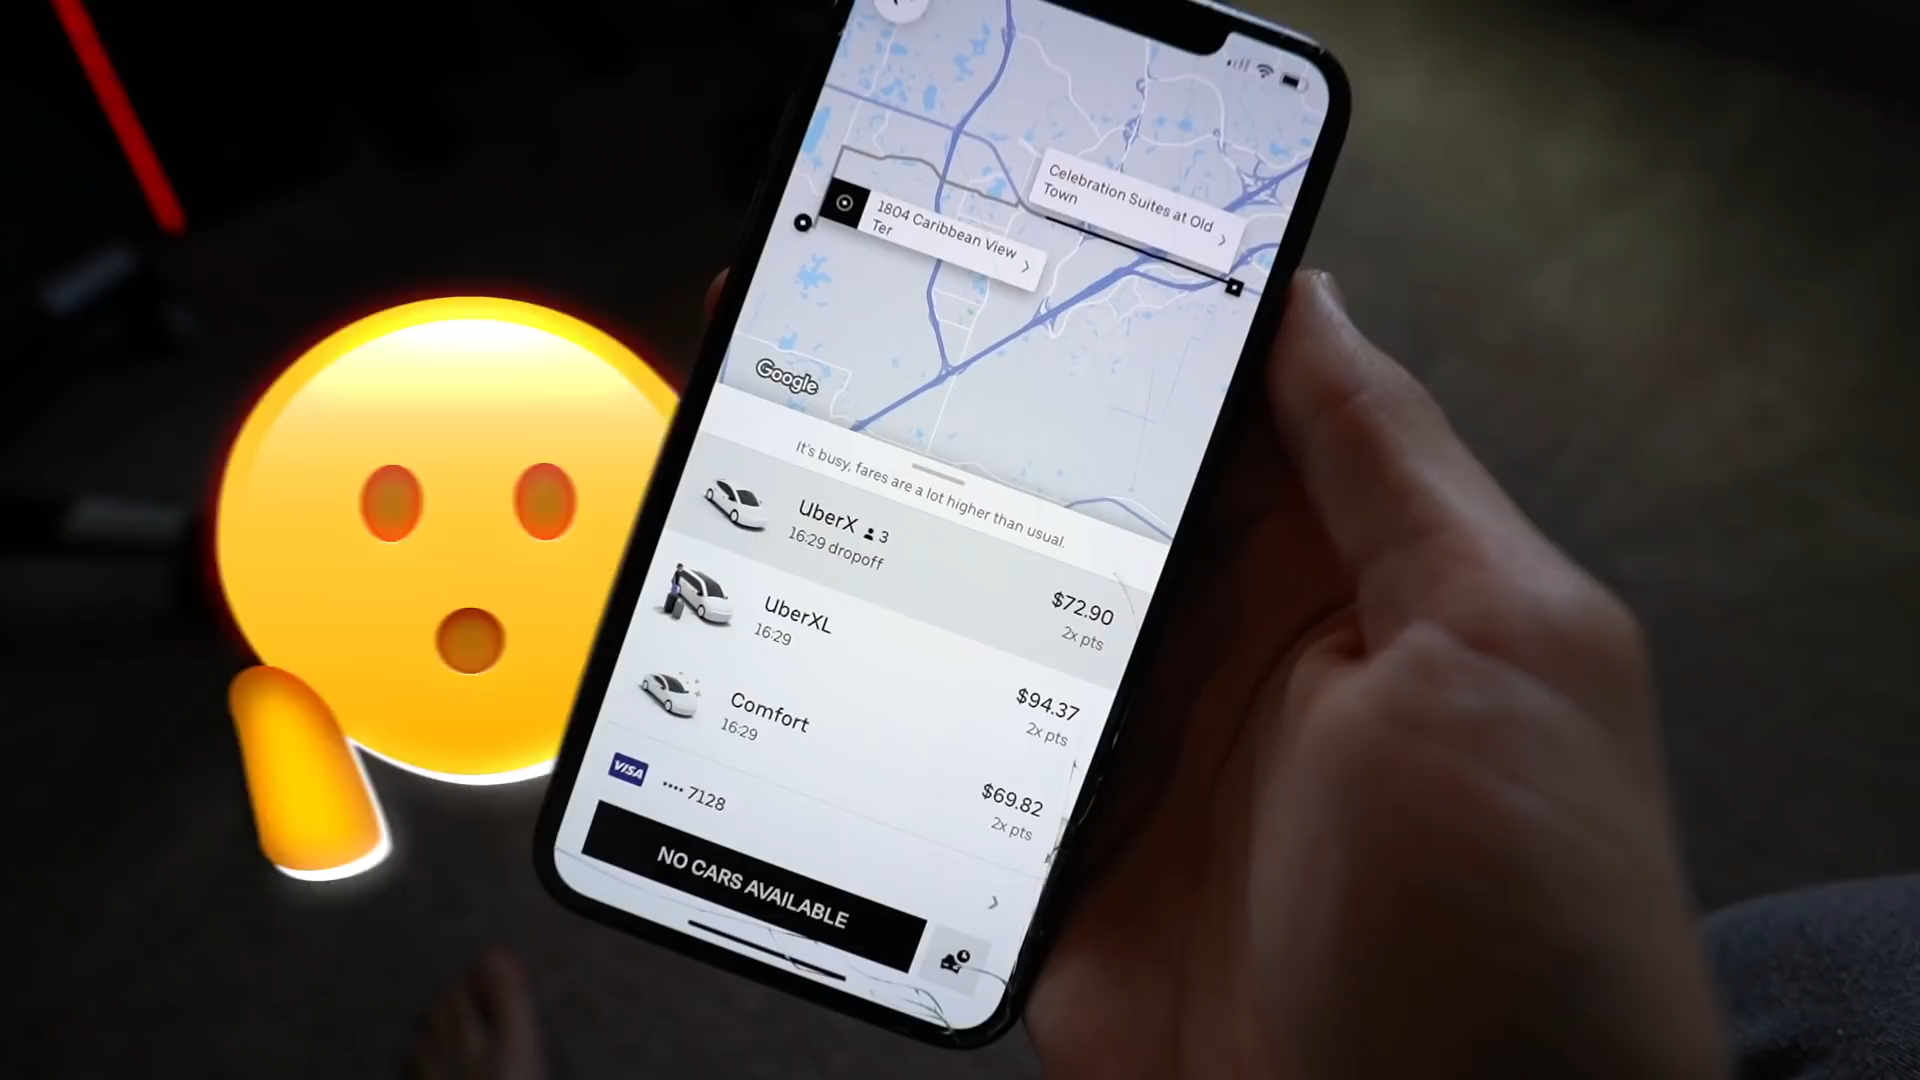 Celebration Suites at Old
Town
1804 Caribbean View
Ter
Google
It's busy, fares are a lot higher than usual.
UberX 3
16:29 dropoff
$72.90
2x pts
UberXL
16:29
$94.37
2x pts
Comfort
16:29
$69.82
2x pts
VISA
•••• 7128
NO CARS AVAILABLE